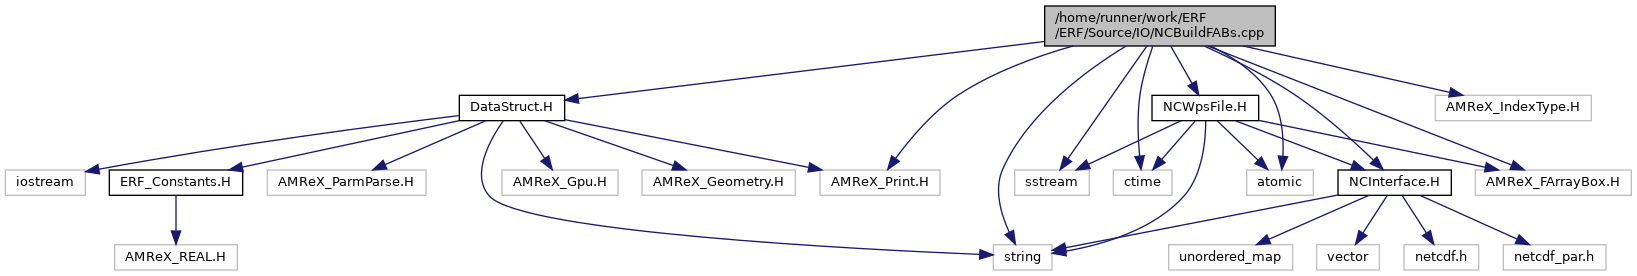 /home/runner/work/ERF
/ERF/Source/IO/NCBuildFABs.cpp
DataStruct.H
NCWpsFile.H
AMReX_IndexType.H
iostream
ERF_Constants.H
AMReX_ParmParse.H
AMReX_Gpu.H
AMReX_Geometry.H
AMReX_Print.H
sstream
ctime
atomic
NCInterface.H
AMReX_FArrayBox.H
AMReX_REAL.H
string
unordered_map
vector
netcdf.h
netcdf_par.h